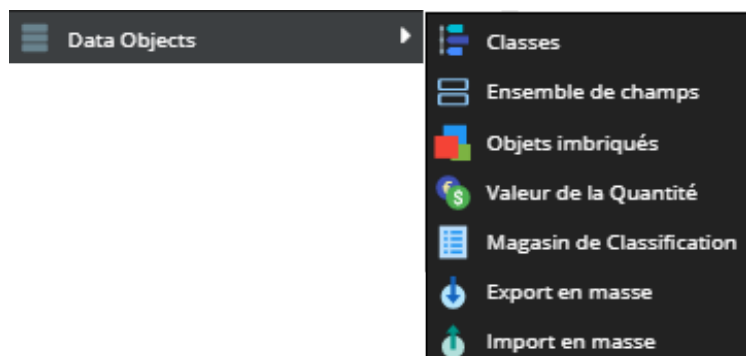 Data Objects
Classes
Ensemble de champs
Objets imbriqués
Valeur de la Quantité
Magasin de Classification
Export en masse
Import en masse